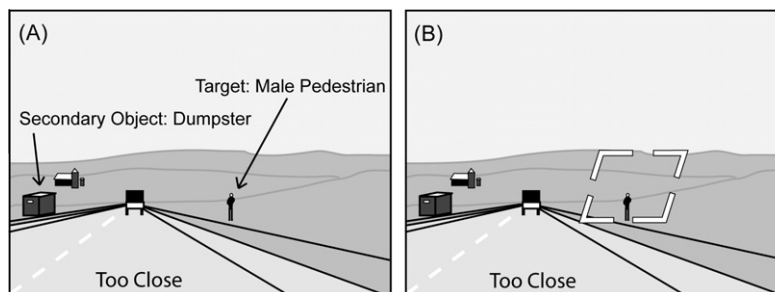 (A)
Target: Male Pedestrian
Secondary Object: Dumpster
Too Close
(B)
Too Close